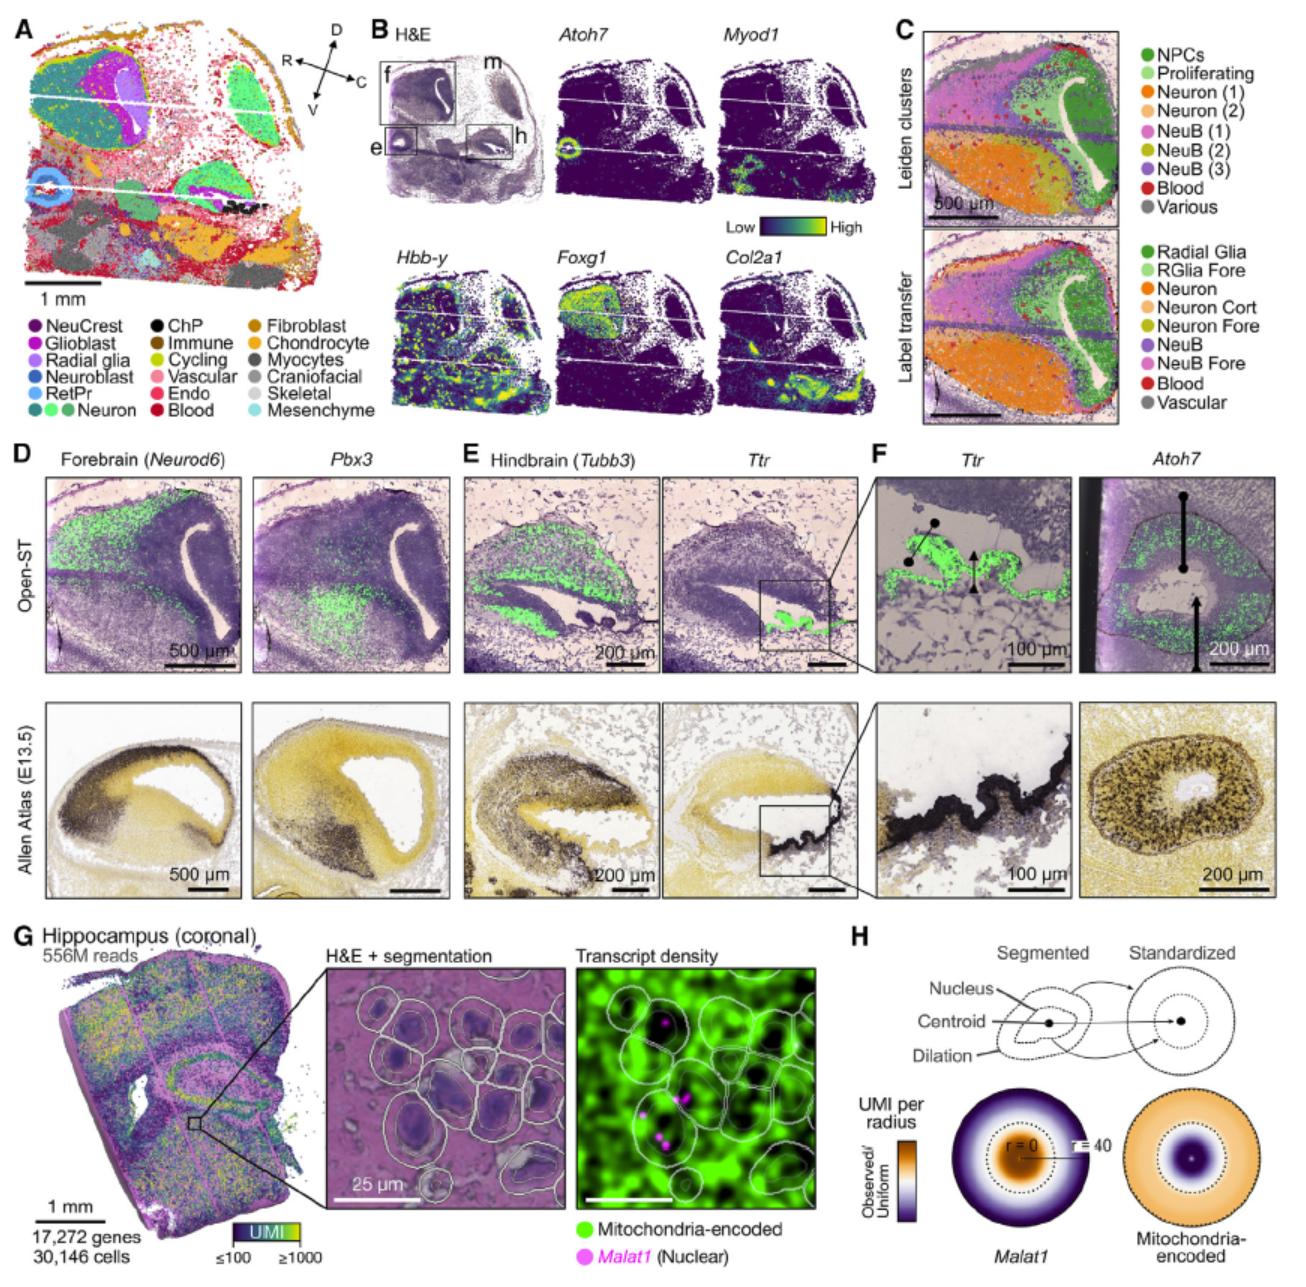 A
D
R
C
V
1 mm
NeuCrest
Glioblast
Radial glia
Neuroblast
RetPr
Neuron
ChP
Immune
Cycling
Vascular
Endo
Blood
Fibroblast
Chondrocyte
Myocytes
Craniofacial
Skeletal
Mesenchyme
B
H&E
f
m
e
h
Atoh7
Myod1
Low
High
Hbb-y
Foxg1
Col2a1
C
Leiden clusters
500 µm
NPCs
Proliferating
Neuron (1)
Neuron (2)
NeuB (1)
NeuB (2)
NeuB (3)
Blood
Various
Label transfer
Radial Glia
RGlia Fore
Neuron
Neuron Cort
Neuron Fore
NeuB
NeuB Fore
Blood
Vascular
D
Forebrain (Neurod6)
Pbx3
E
Hindbrain (Tubb3)
Ttr
F
Ttr
Atoh7
Open-ST
500 µm
200 µm
100 µm
200 µm
Allen Atlas (E13.5)
500 µm
200 µm
100 µm
200 µm
G
Hippocampus (coronal)
556M reads
1 mm
17,272 genes
30,146 cells
UMI
≤100
≥1000
H&E + segmentation
25 µm
Transcript density
Mitochondria-encoded
Malat1 (Nuclear)
H
Segmented
Standardized
Nucleus
Centroid
Dilation
UMI per
radius
Observed/
Uniform
r = 0
r = 40
Malat1
Mitochondria-
encoded